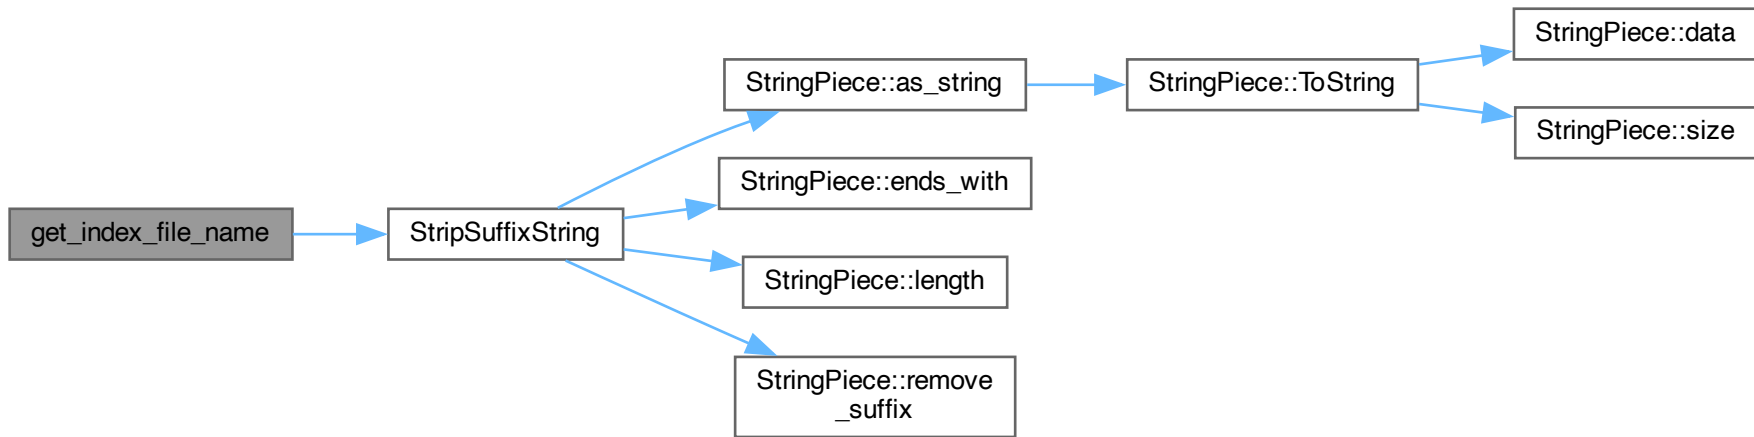 StringPiece::data
StringPiece::as_string
StringPiece::ToString
StringPiece::size
StringPiece::ends_with
get_index_file_name
StripSuffixString
StringPiece::length
StringPiece::remove
_suffix